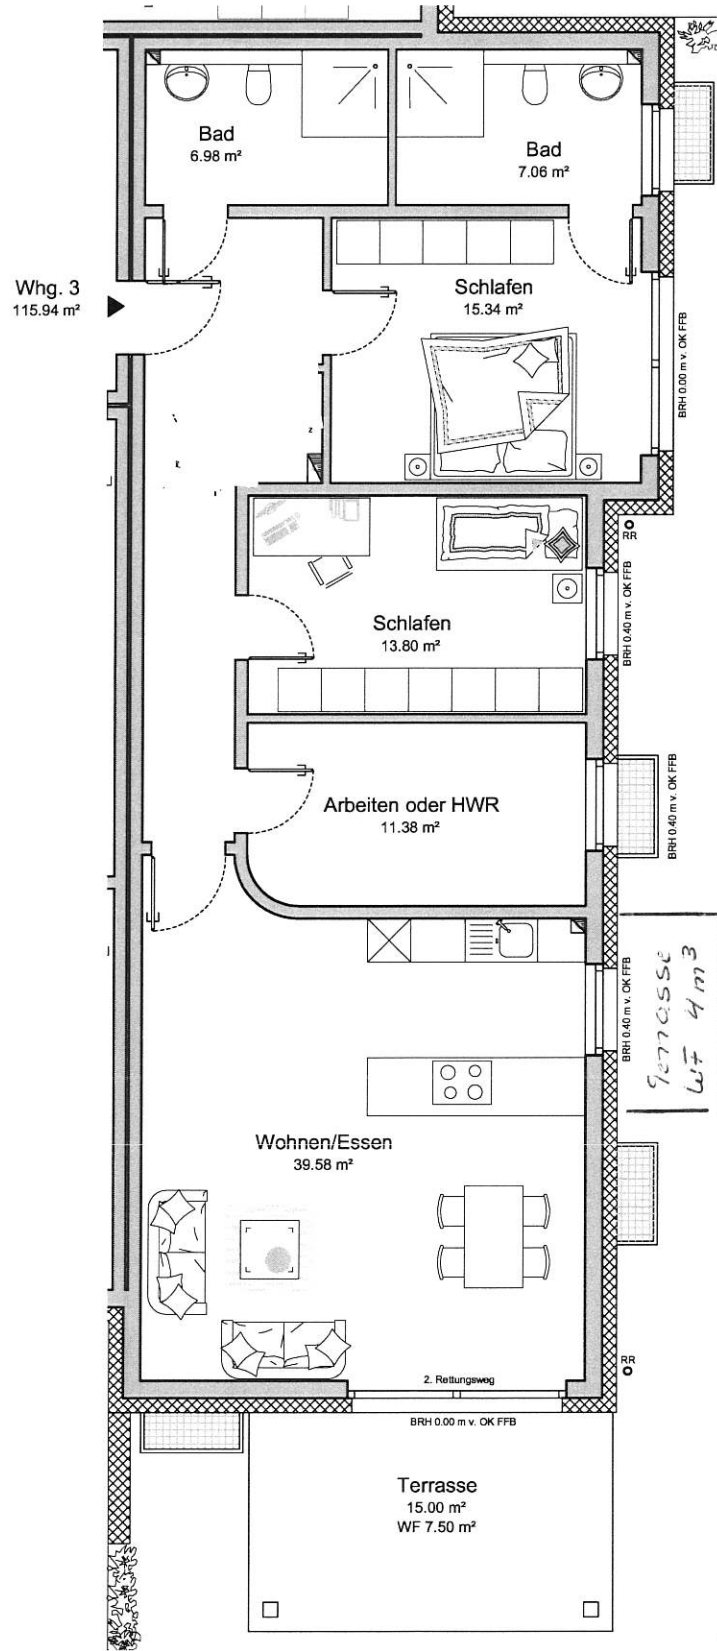 Bad
6.98 m²
Bad
7.06 m²
Whg. 3
115.94 m²
Schlafen
15.34 m²
BRH 0.00 m v. OK FFB
RR
BRH 0.40 m v. OK FFB
Schlafen
13.80 m²
Arbeiten oder HWR
11.38 m²
BRH 0.40 m v. OK FFB
BRH 0.40 m v. OK FFB
Terrasse
WF 4 m³
Wohnen/Essen
39.58 m²
RR
2. Rettungsweg
BRH 0.00 m v. OK FFB
Terrasse
15.00 m²
WF 7.50 m²